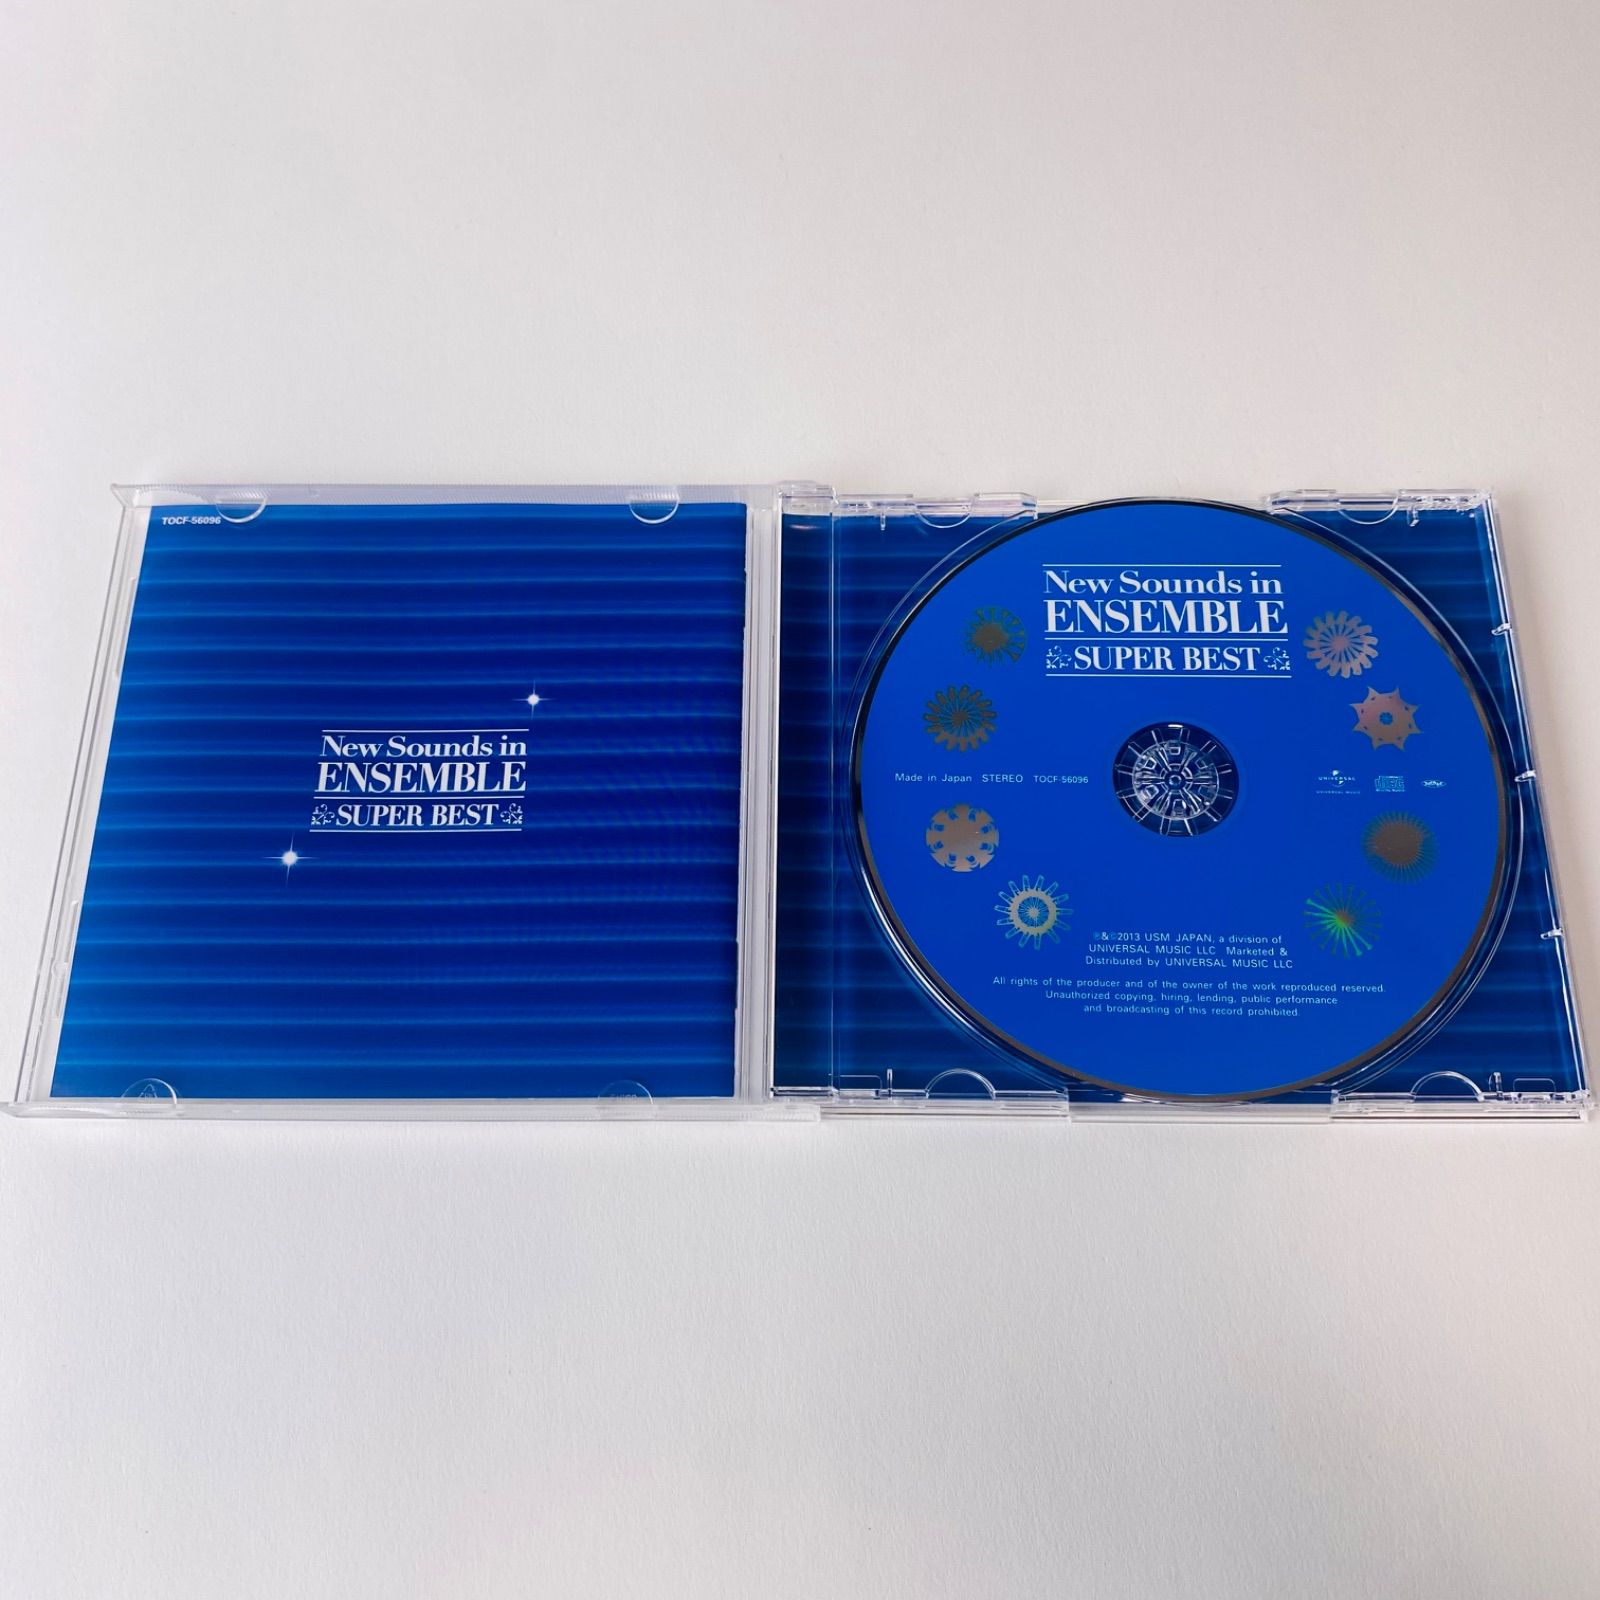 TOCF-56096
New Sounds in
ENSEMBLE
SUPER BEST
New Sounds in
ENSEMBLE
SUPER BEST
Made in Japan STEREO TOCF-56096
UNIVERSAL
UNIVERSAL MUSIC
℗&©2013 USM JAPAN, a division of
UNIVERSAL MUSIC LLC Marketed &
Distributed by UNIVERSAL MUSIC LLC
All rights of the producer and of the owner of the work reproduced reserved.
Unauthorized copying, hiring, lending, public performance
and broadcasting of this record prohibited.